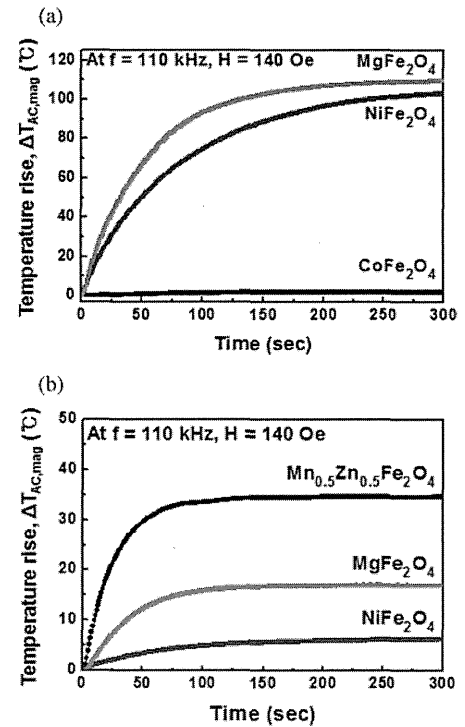 (a)
At f = 110 kHz, H = 140 Oe
MgFe₂O₄
NiFe₂O₄
CoFe₂O₄
Temperature rise, ΔT_AC,mag (℃)
120
100
80
60
40
20
0
0 50 100 150 200 250 300
Time (sec)
(b)
At f = 110 kHz, H = 140 Oe
Mn₀.₅Zn₀.₅Fe₂O₄
MgFe₂O₄
NiFe₂O₄
Temperature rise, ΔT_AC,mag (℃)
50
40
30
20
10
0
0 50 100 150 200 250 300
Time (sec)